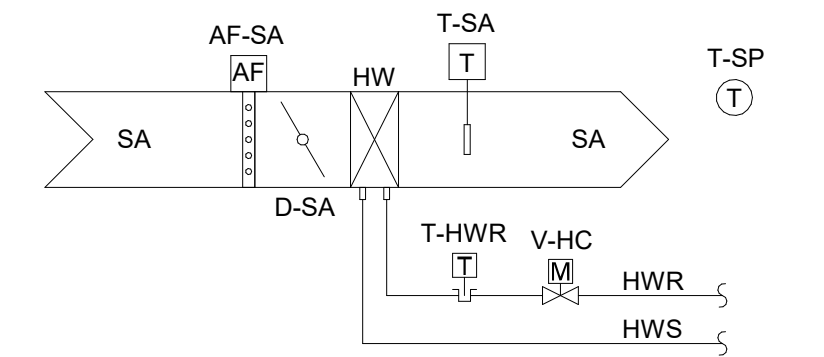 T-SA
AF-SA
T-SP
AF
HW
T
T
SA
SA
D-SA
T-HWR
V-HC
T
M
HWR
HWS